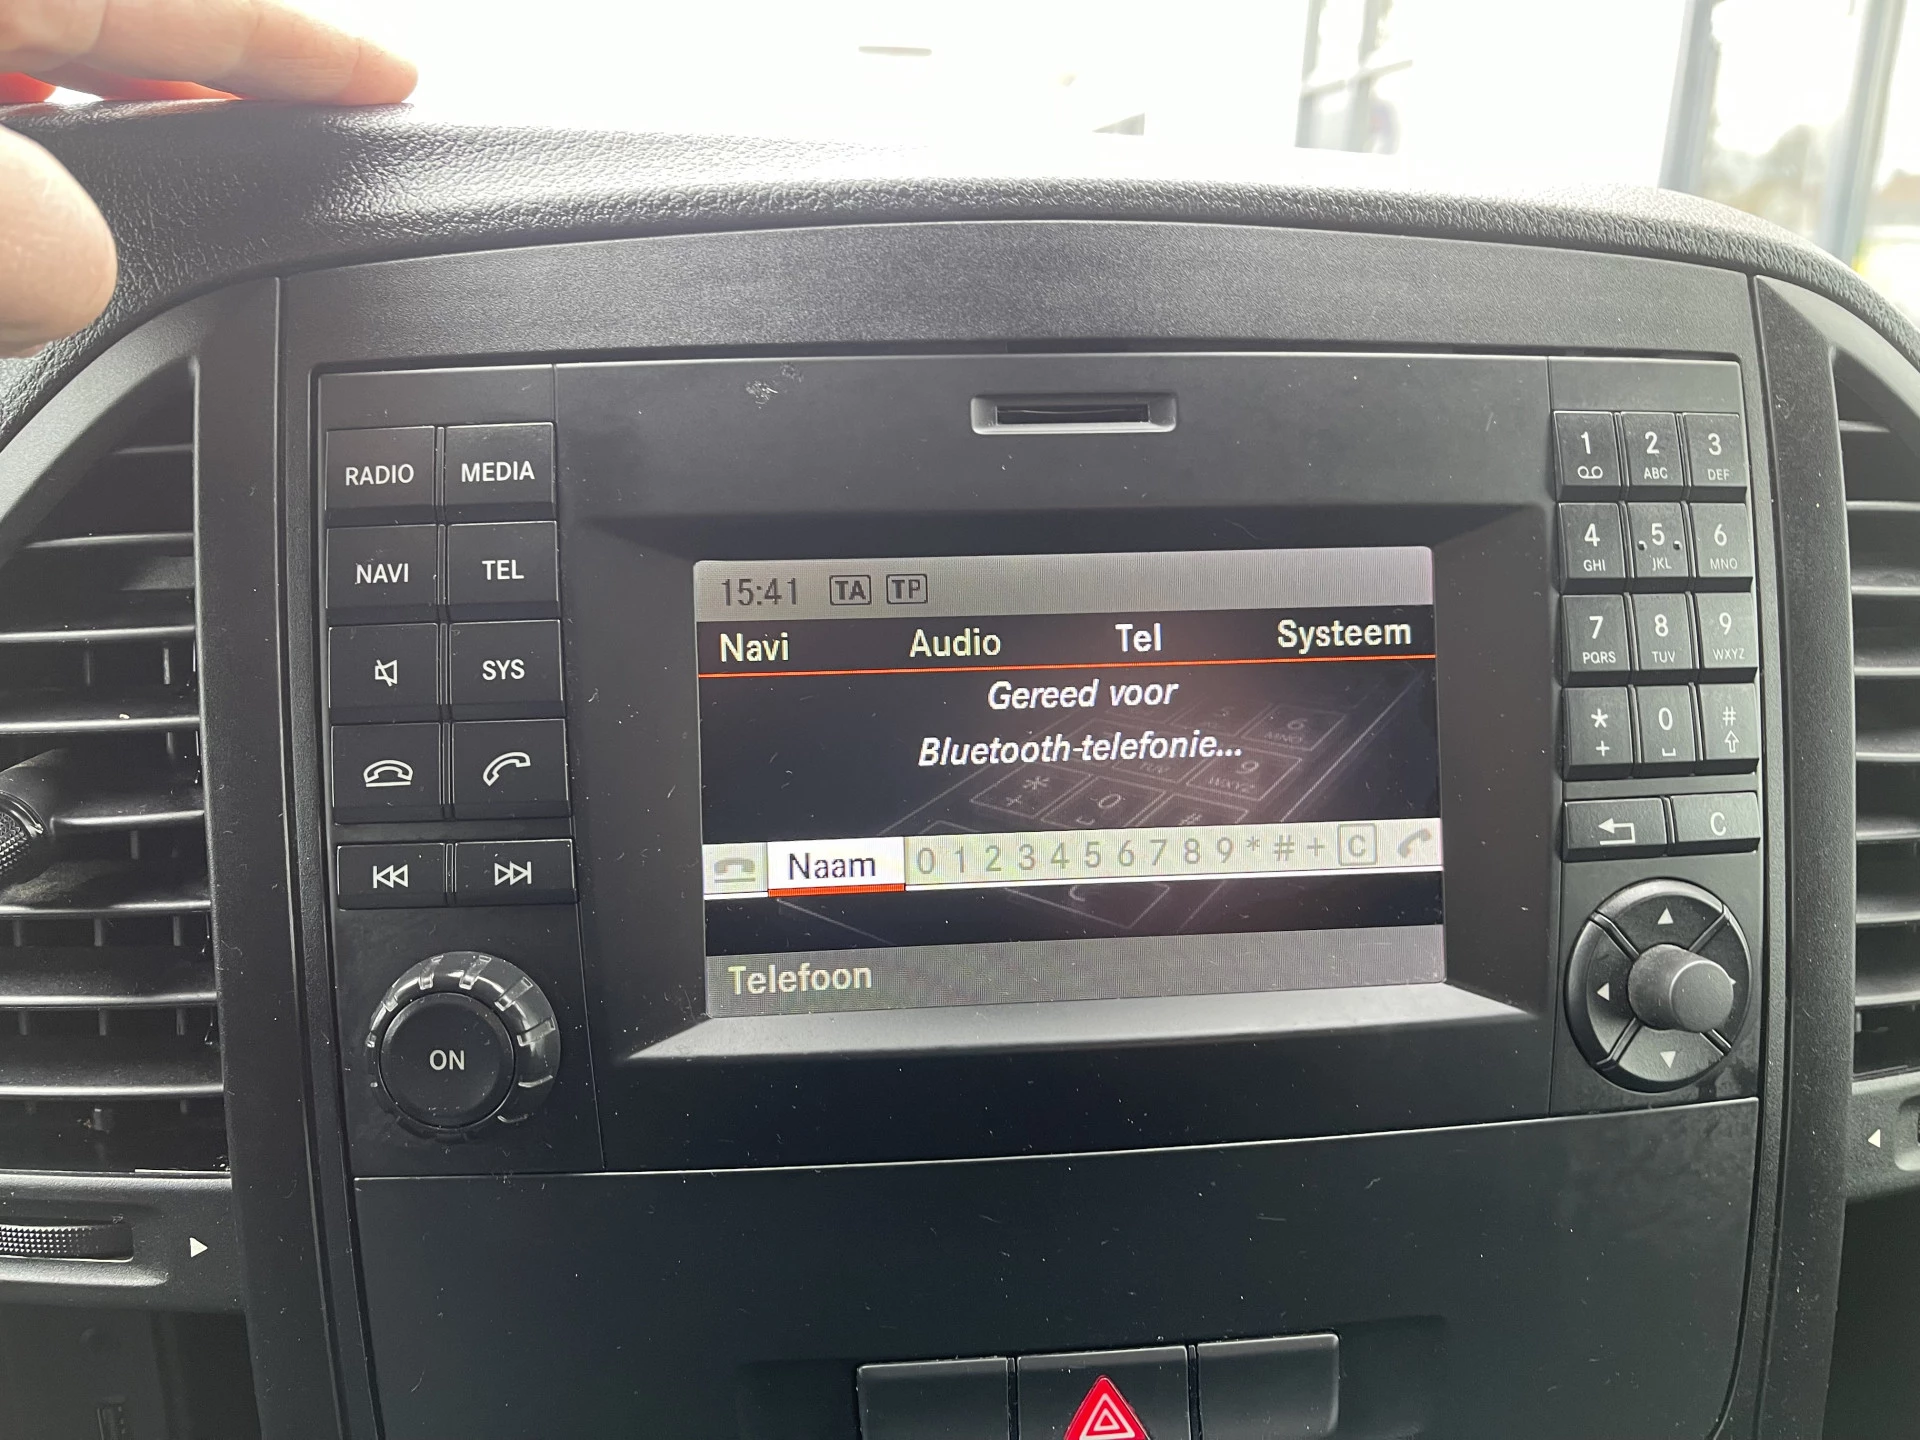 RADIO MEDIA
NAVI TEL
SYS
ON
15:41 TA TP
Navi Audio Tel Systeem
Gereed voor
Bluetooth-telefonie...
Naam 0 1 2 3 4 5 6 7 8 9 * # + C
Telefoon
1 2 3
ABC DEF
4 5 6
GHI JKL MNO
7 8 9
PQRS TUV WXYZ
* 0 #
+
C